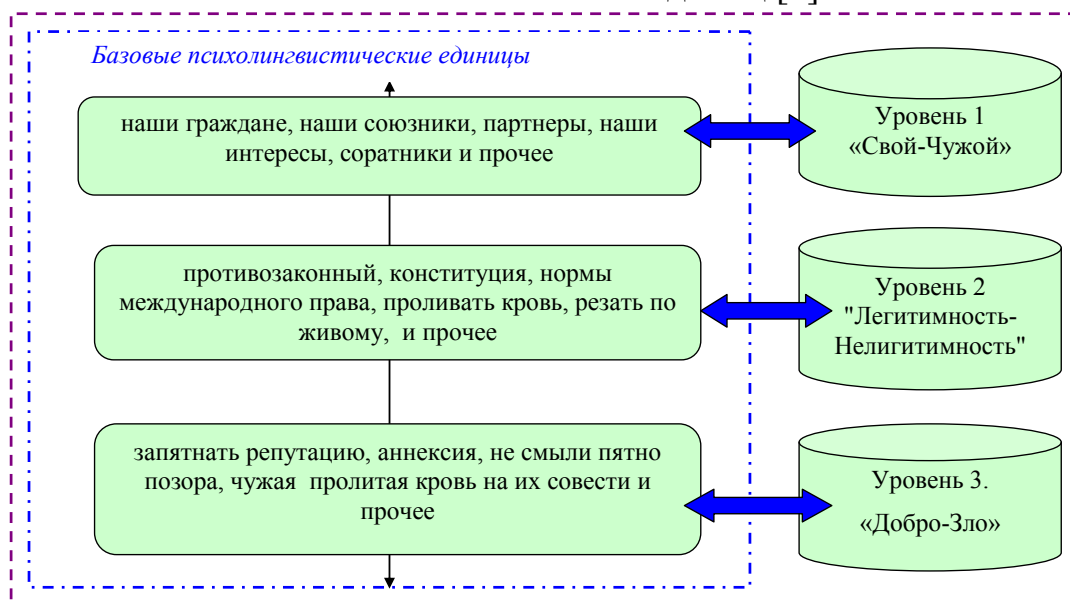 Базовые психолингвистические единицы
наши граждане, наши союзники, партнеры, наши
интересы, соратники и прочее
Уровень 1
«Свой-Чужой»
противозаконный, конституция, нормы
международного права, проливать кровь, резать по
живому,  и прочее
Уровень 2
"Легитимность-
Нелигитимность"
запятнать репутацию, аннексия, не смыли пятно
позора, чужая  пролитая кровь на их совести и
прочее
Уровень 3.
«Добро-Зло»